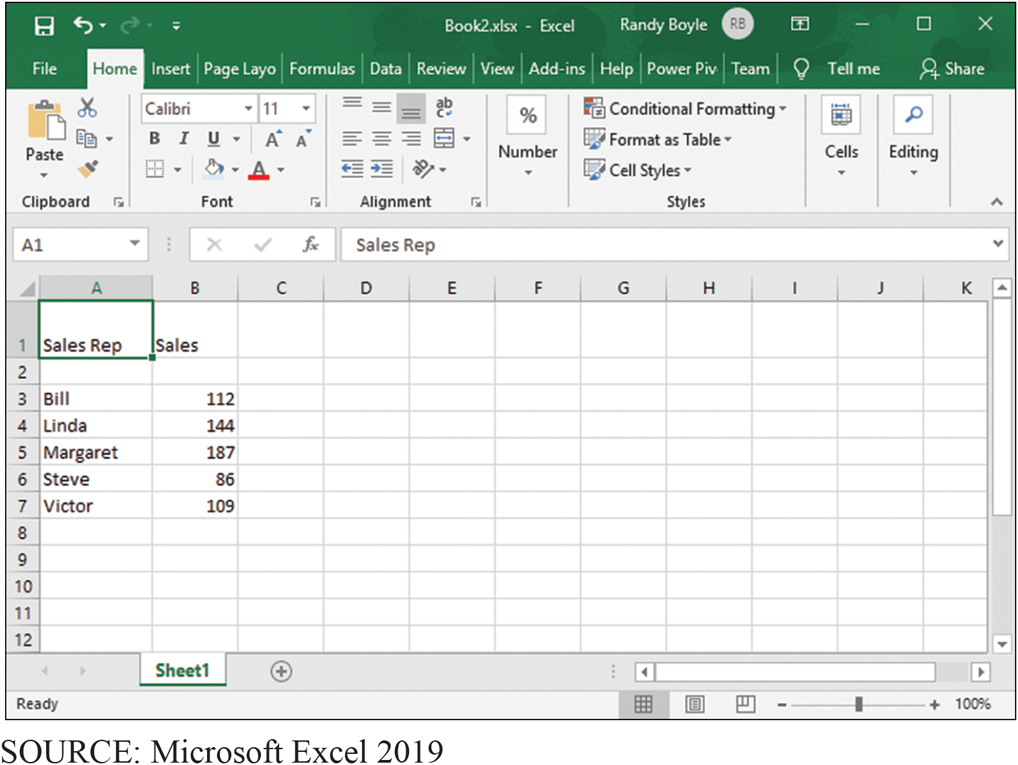 Book2.xlsx - Excel Randy Boyle RB
File Home Insert Page Layo Formulas Data Review View Add-ins Help Power Piv Team Tell me Share
Calibri 11
ab
c
%
Conditional Formatting
B I U A A
Format as Table
Paste Number Cells Editing
A
Cell Styles
Clipboard Font Alignment Styles
A1 fx Sales Rep
A B C D E F G H I J K
1 Sales Rep Sales
2
3 Bill 112
4 Linda 144
5 Margaret 187
6 Steve 86
7 Victor 109
8
9
10
11
12
Sheet1
Ready 100%
SOURCE: Microsoft Excel 2019